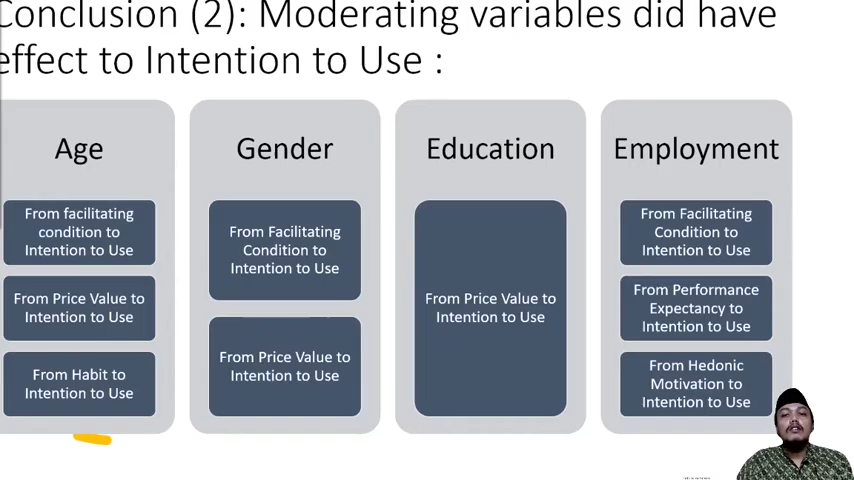 Conclusion (2): Moderating variables did have
effect to Intention to Use :
Age
From facilitating
condition to
Intention to Use
From Price Value to
Intention to Use
From Habit to
Intention to Use
Gender
From Facilitating
Condition to
Intention to Use
From Price Value to
Intention to Use
Education
From Price Value to
Intention to Use
Employment
From Facilitating
Condition to
Intention to Use
From Performance
Expectancy to
Intention to Use
From Hedonic
Motivation to
Intention to Use